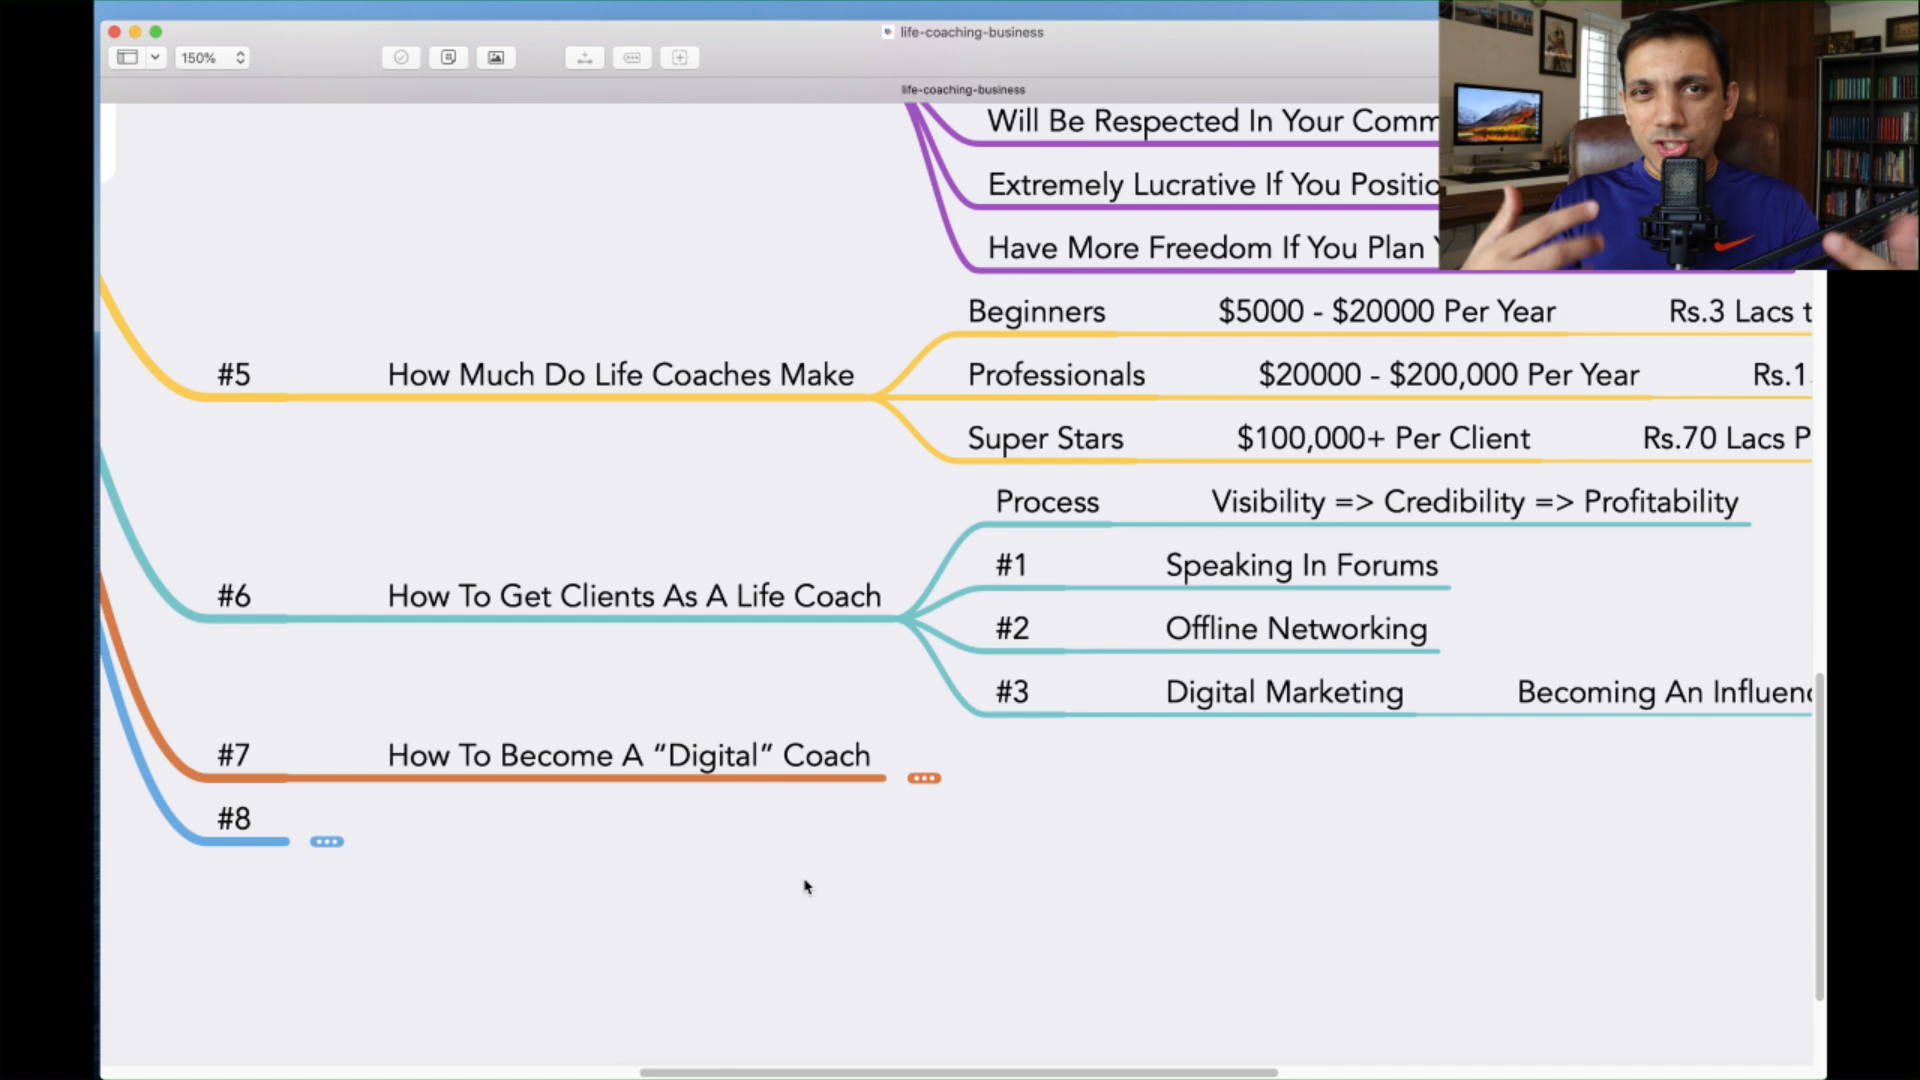 life-coaching-business
150%
life-coaching-business
Will Be Respected In Your Comm
Extremely Lucrative If You Positio
Have More Freedom If You Plan
Beginners $5000 - $20000 Per Year Rs.3 Lacs t
#5 How Much Do Life Coaches Make Professionals $20000 - $200,000 Per Year Rs.1
Super Stars $100,000+ Per Client Rs.70 Lacs P
Process Visibility => Credibility => Profitability
#1 Speaking In Forums
#6 How To Get Clients As A Life Coach
#2 Offline Networking
#3 Digital Marketing Becoming An Influenc
#7 How To Become A “Digital” Coach
#8